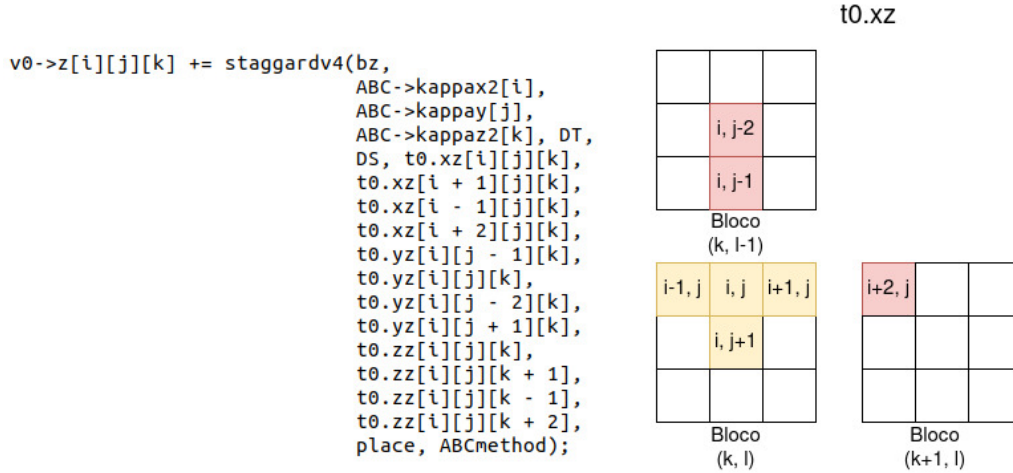 t0.xz
v0->z[i][j][k] += staggardv4(bz,
ABC->kappax2[i],
ABC->kappay[j],
ABC->kappaz2[k], DT,
DS, t0.xz[i][j][k],
t0.xz[i + 1][j][k],
t0.xz[i - 1][j][k],
t0.xz[i + 2][j][k],
t0.yz[i][j - 1][k],
t0.yz[i][j][k],
t0.yz[i][j - 2][k],
t0.yz[i][j + 1][k],
t0.zz[i][j][k],
t0.zz[i][j][k + 1],
t0.zz[i][j][k - 1],
t0.zz[i][j][k + 2],
place, ABCmethod);
i, j-2
i, j-1
Bloco
(k, l-1)
i-1, j
i, j
i+1, j
i, j+1
Bloco
(k, l)
i+2, j
Bloco
(k+1, l)